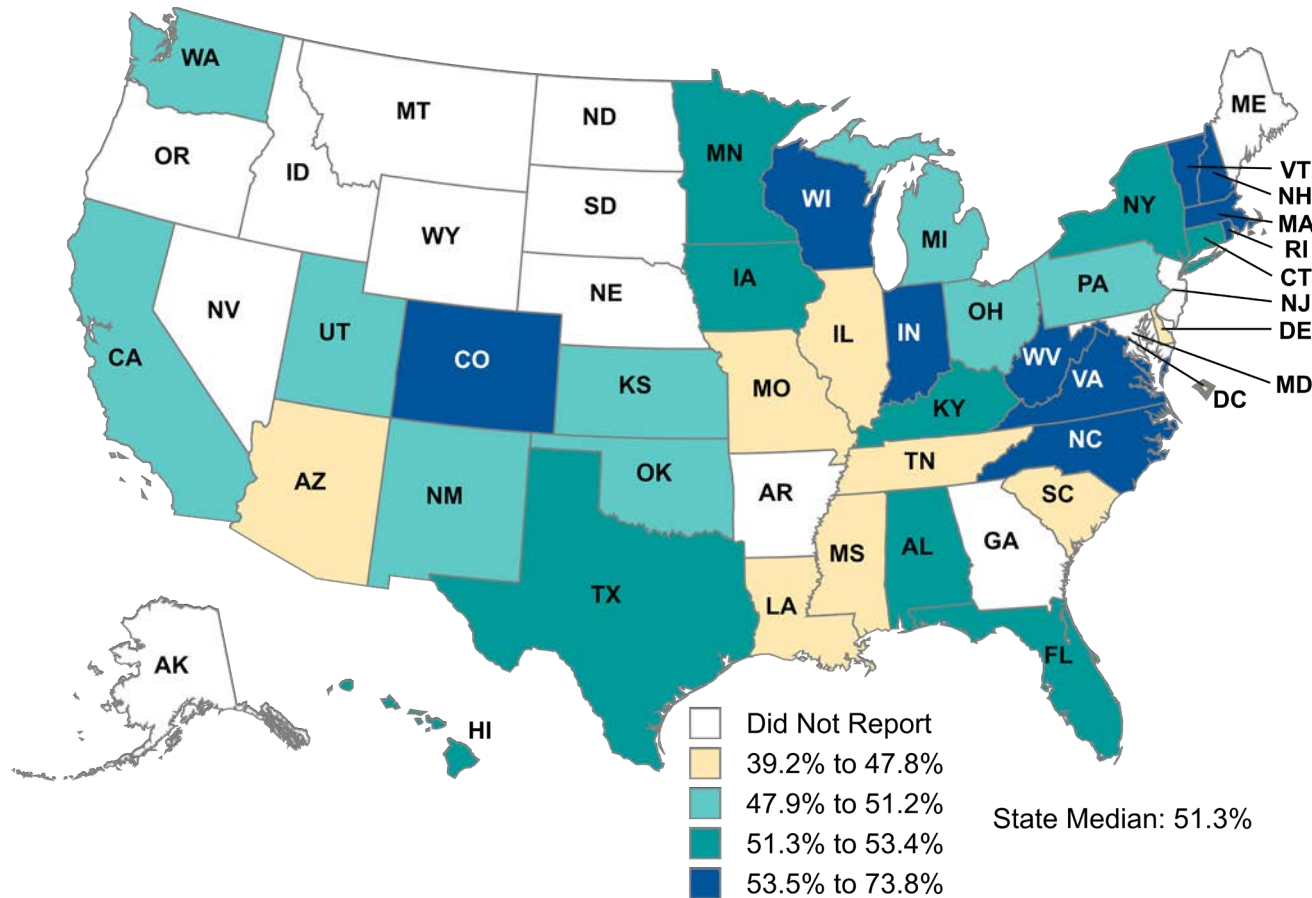 WA
MT
ND
ME
OR
ID
MN
VT
NH
SD
WI
NY
MA
WY
MI
RI
IA
CT
NE
PA
NJ
NV
UT
OH
IL
IN
DE
CA
CO
WV
KS
MO
VA
MD
KY
DC
NC
AZ
NM
OK
TN
AR
SC
MS
AL
GA
TX
LA
AK
FL
HI
Did Not Report
39.2% to 47.8%
47.9% to 51.2%
State Median: 51.3%
51.3% to 53.4%
53.5% to 73.8%